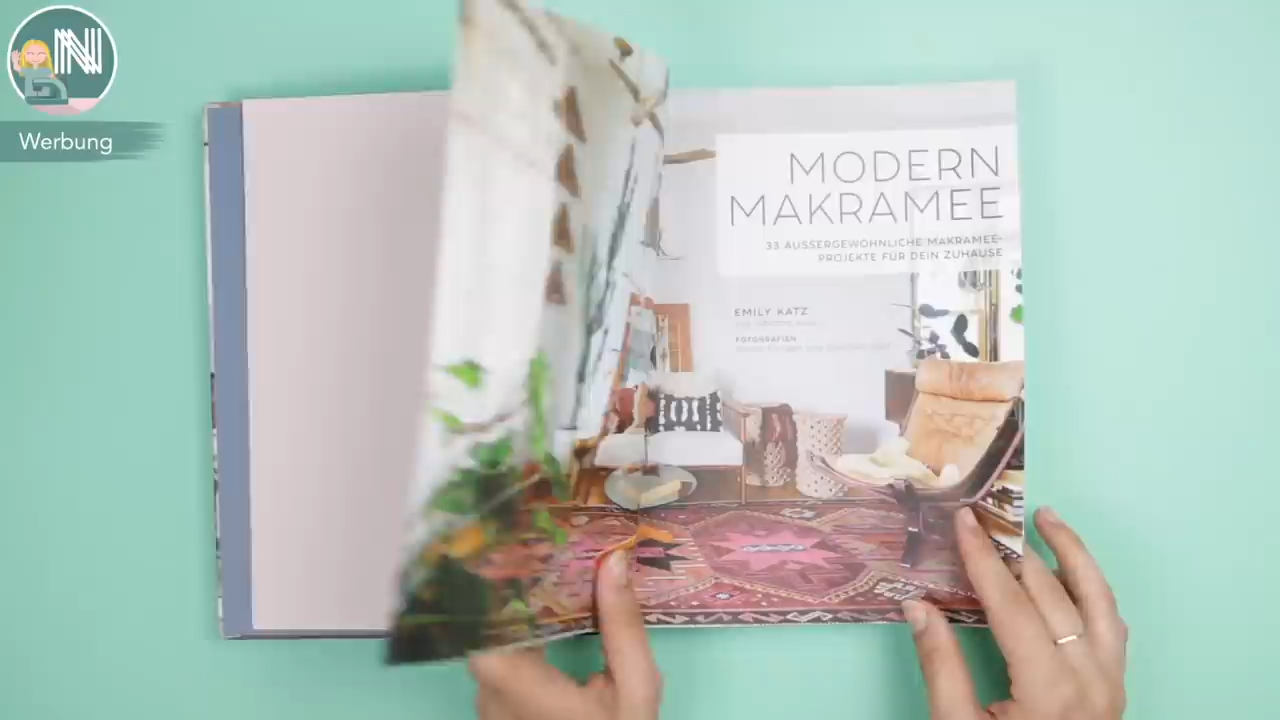 N
Werbung
MODERN
MAKRAMEE
33 AUSSERGEWÖHNLICHE MAKRAMEE-
PROJEKTE FÜR DEIN ZUHAUSE
EMILY KATZ
FOTOGRAFIEN